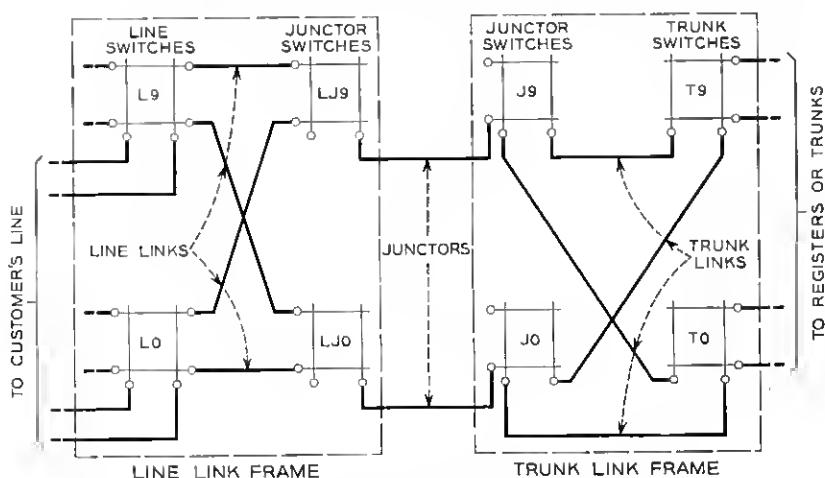 LINE
SWITCHES
JUNCTOR
SWITCHES
JUNCTOR
SWITCHES
TRUNK
SWITCHES
L9
LJ9
J9
T9
TO CUSTOMER'S LINE
LINE LINKS
JUNCTORS
TRUNK
LINKS
TO REGISTERS OR TRUNKS
L0
LJ0
J0
T0
LINE LINK FRAME
TRUNK LINK FRAME